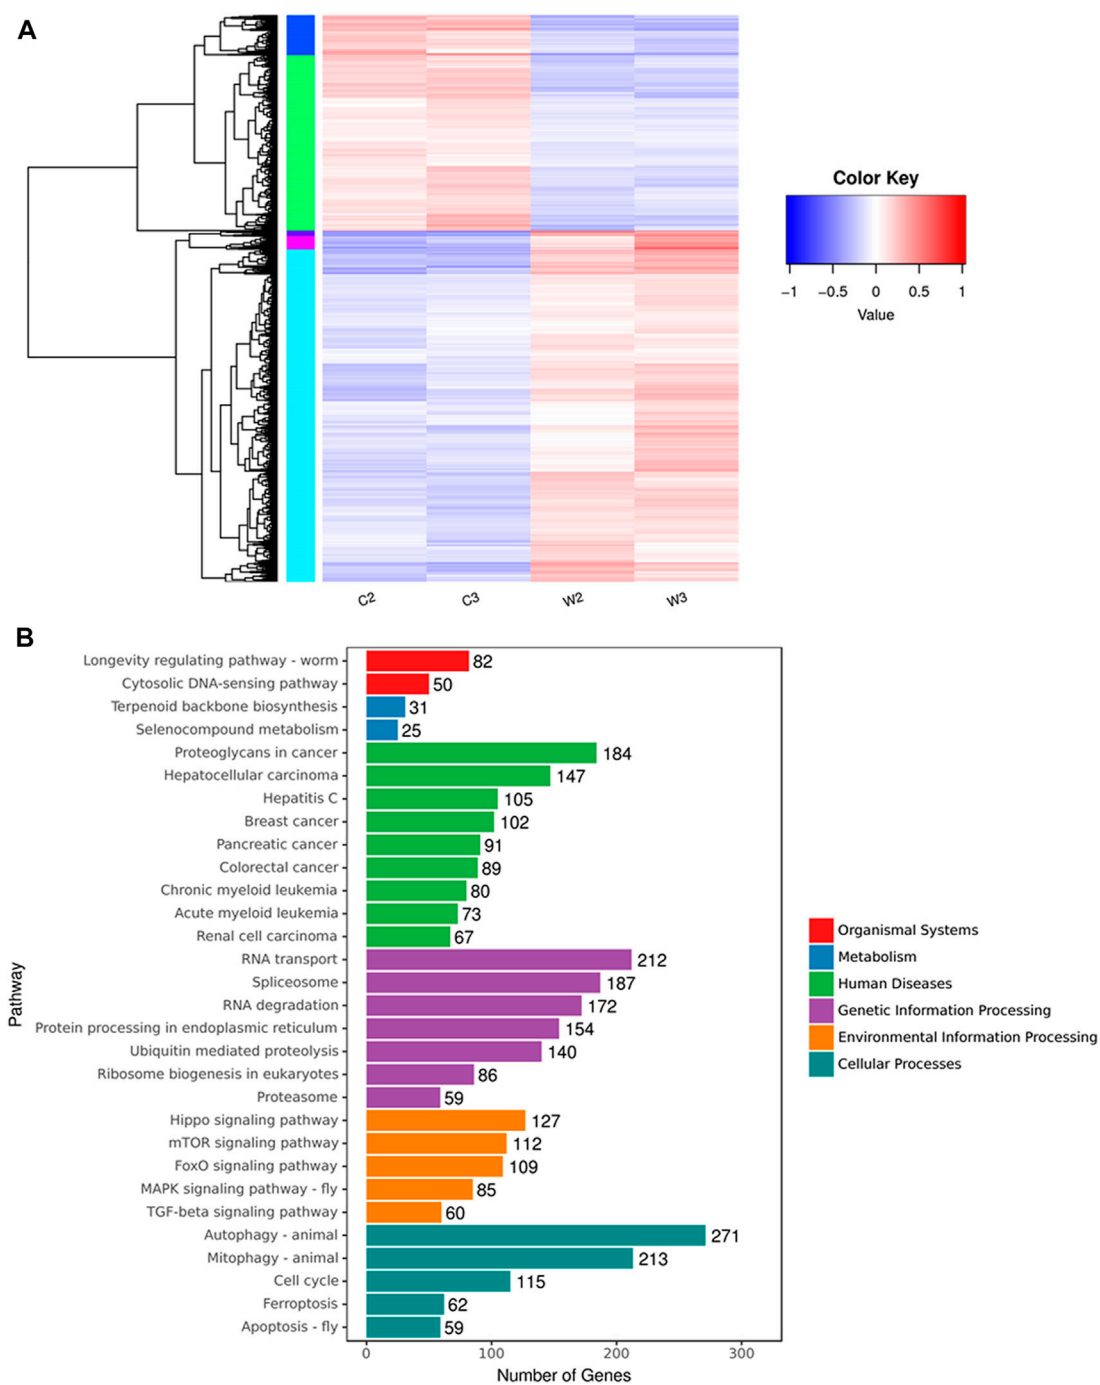 A
Color Key
−1 −0.5 0 0.5 1
Value
C2 C3 W2 W3
B
Pathway
Longevity regulating pathway - worm 82
Cytosolic DNA-sensing pathway 50
Terpenoid backbone biosynthesis 31
Selenocompound metabolism 25
Proteoglycans in cancer 184
Hepatocellular carcinoma 147
Hepatitis C 105
Breast cancer 102
Pancreatic cancer 91
Colorectal cancer 89
Chronic myeloid leukemia 80
Acute myeloid leukemia 73
Renal cell carcinoma 67
RNA transport 212
Spliceosome 187
RNA degradation 172
Protein processing in endoplasmic reticulum 154
Ubiquitin mediated proteolysis 140
Ribosome biogenesis in eukaryotes 86
Proteasome 59
Hippo signaling pathway 127
mTOR signaling pathway 112
FoxO signaling pathway 109
MAPK signaling pathway - fly 85
TGF-beta signaling pathway 60
Autophagy - animal 271
Mitophagy - animal 213
Cell cycle 115
Ferroptosis 62
Apoptosis - fly 59
0 100 200 300
Number of Genes
Organismal Systems
Metabolism
Human Diseases
Genetic Information Processing
Environmental Information Processing
Cellular Processes